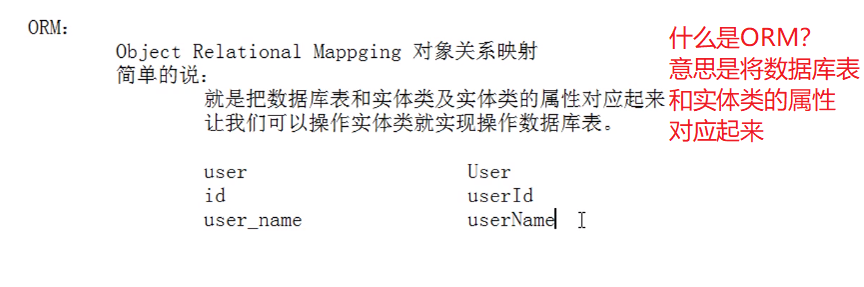 ORM:
Object Relational Mappging 对象关系映射
简单的说:
就是把数据库表和实体类及实体类的属性对应起来
让我们可以操作实体类就实现操作数据库表。
user User
id userId
user_name userName
什么是ORM?
意思是将数据库表
和实体类的属性
对应起来